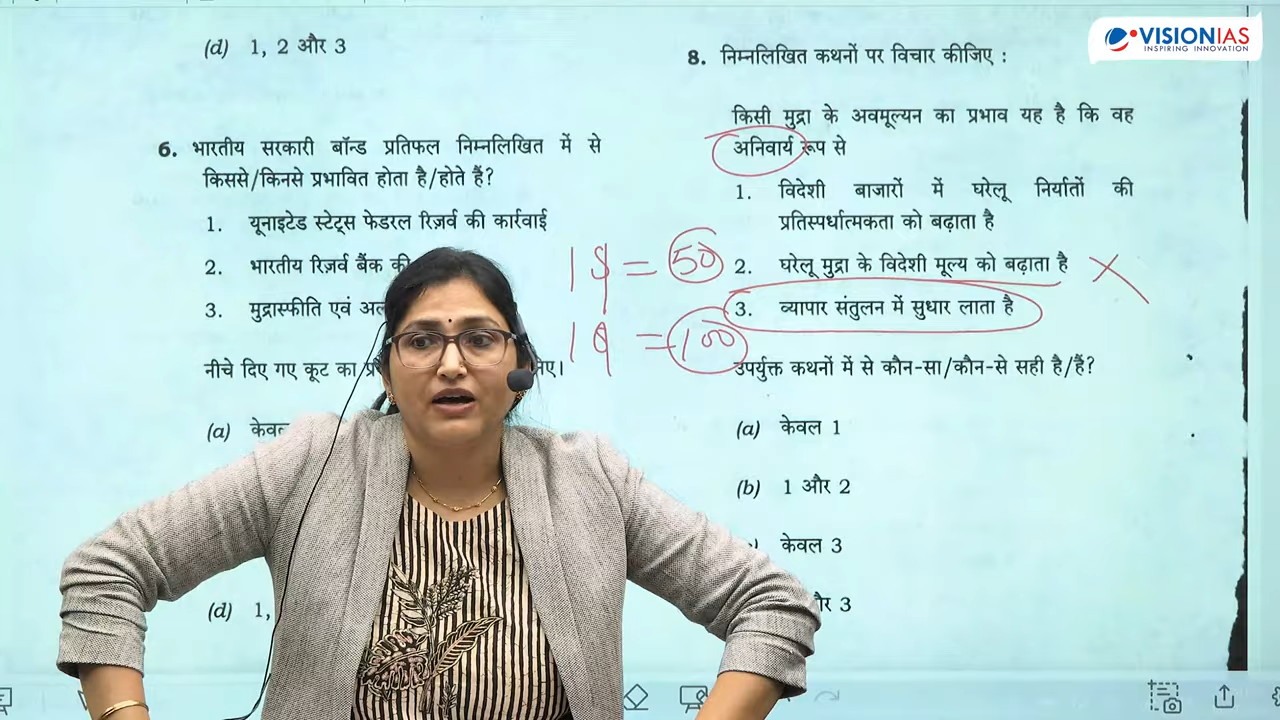 (d) 1, 2 और 3
6. भारतीय सरकारी बॉन्ड प्रतिफल निम्नलिखित में से
किससे/किनसे प्रभावित होता है/होते हैं?
1. यूनाइटेड स्टेट्स फेडरल रिज़र्व की कार्रवाई
2. भारतीय रिज़र्व बैंक की
3. मुद्रास्फीति एवं
नीचे दिए गए कूट का
(a)
(d) 1,
1$ = 50
1$ = 100
VISIONIAS
INSPIRING INNOVATION
8. निम्नलिखित कथनों पर विचार कीजिए :
किसी मुद्रा के अवमूल्यन का प्रभाव यह है कि वह
अनिवार्य रूप से
1. विदेशी बाजारों में घरेलू निर्यातों की
प्रतिस्पर्धात्मकता को बढ़ाता है
2. घरेलू मुद्रा के विदेशी मूल्य को बढ़ाता है
3. व्यापार संतुलन में सुधार लाता है
उपर्युक्त कथनों में से कौन-सा/कौन-से सही है/हैं?
(a) केवल 1
(b) 1 और 2
केवल 3
और 3